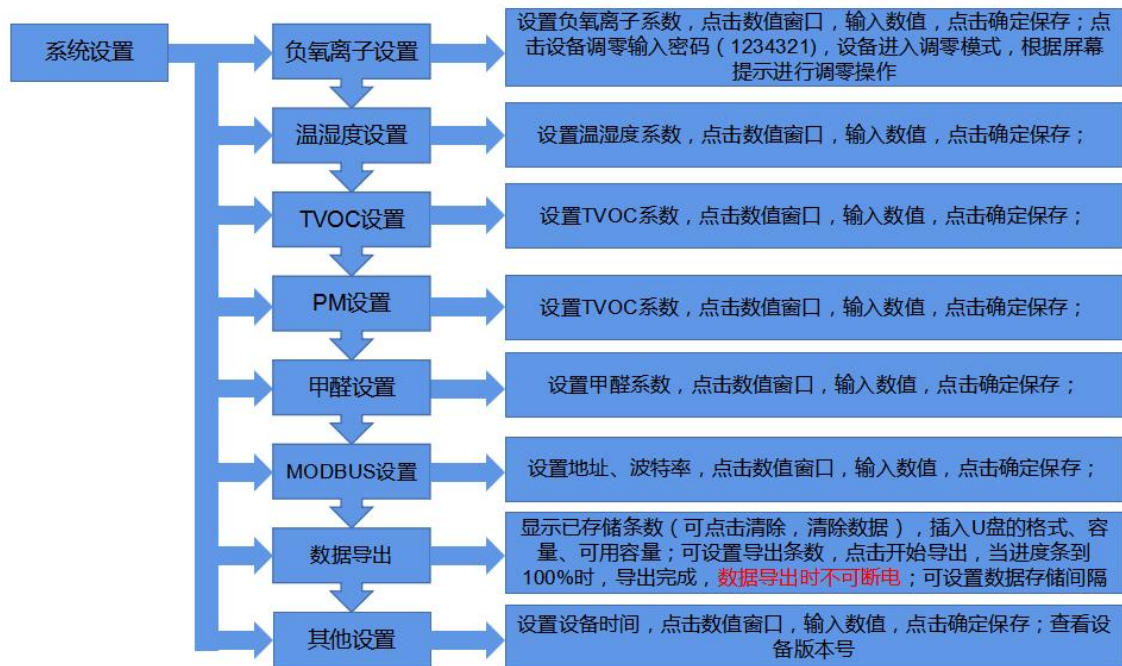 系统设置
负氧离子设置
设置负氧离子系数，点击数值窗口，输入数值，点击确定保存；点
击设备调零输入密码（1234321)，设备进入调零模式，根据屏幕
提示进行调零操作
温湿度设置
设置温湿度系数，点击数值窗口，输入数值，点击确定保存；
TVOC设置
设置TVOC系数，点击数值窗口，输入数值，点击确定保存；
PM设置
设置TVOC系数，点击数值窗口，输入数值，点击确定保存；
甲醛设置
设置甲醛系数，点击数值窗口，输入数值，点击确定保存；
MODBUS设置
设置地址、波特率，点击数值窗口，输入数值，点击确定保存；
数据导出
显示已存储条数（可点击清除，清除数据），插入U盘的格式、容
量、可用容量；可设置导出条数，点击开始导出，当进度条到
100%时，导出完成，数据导出时不可断电；可设置数据存储间隔
其他设置
设置设备时间，点击数值窗口，输入数值，点击确定保存；查看设
备版本号